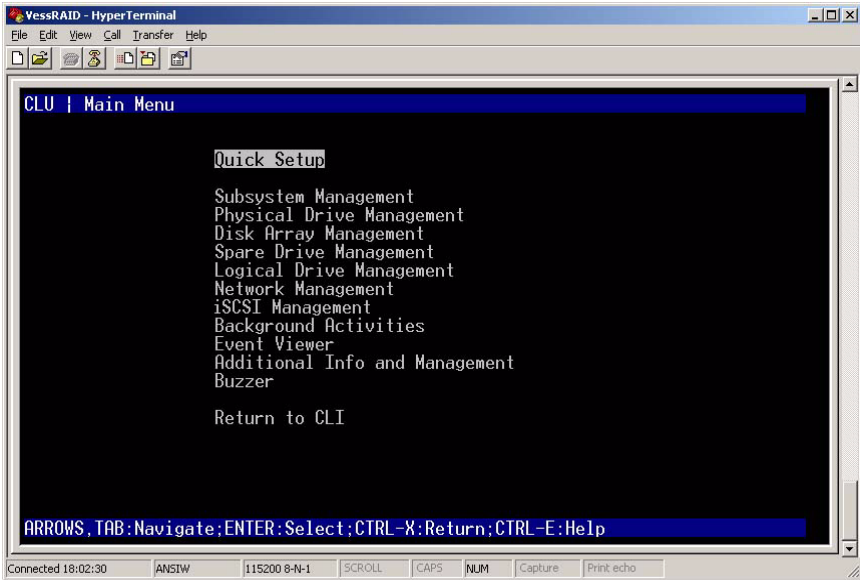 VessRAID - HyperTerminal
File Edit View Call Transfer Help
CLU | Main Menu
Quick Setup
Subsystem Management
Physical Drive Management
Disk Array Management
Spare Drive Management
Logical Drive Management
Network Management
iSCSI Management
Background Activities
Event Viewer
Additional Info and Management
Buzzer
Return to CLI
ARROWS,TAB:Navigate;ENTER:Select;CTRL-X:Return;CTRL-E:Help
Connected 18:02:30 ANSIW 115200 8-N-1 SCROLL CAPS NUM Capture Print echo